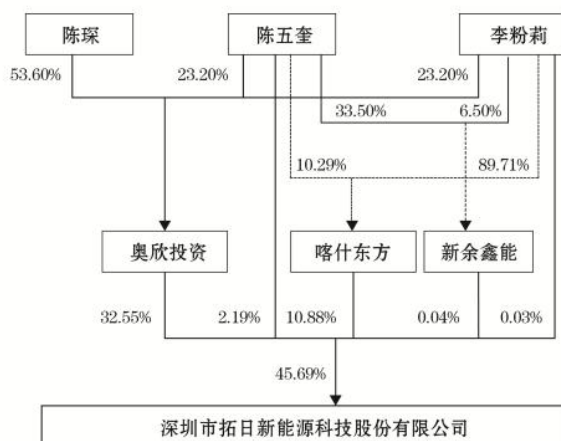 陈琛 陈五奎 李粉莉
53.60% 23.20% 23.20%
33.50% 6.50%
10.29% 89.71%
奥欣投资 喀什东方 新余鑫能
32.55% 2.19% 10.88% 0.04% 0.03%
45.69%
深圳市拓日新能源科技股份有限公司